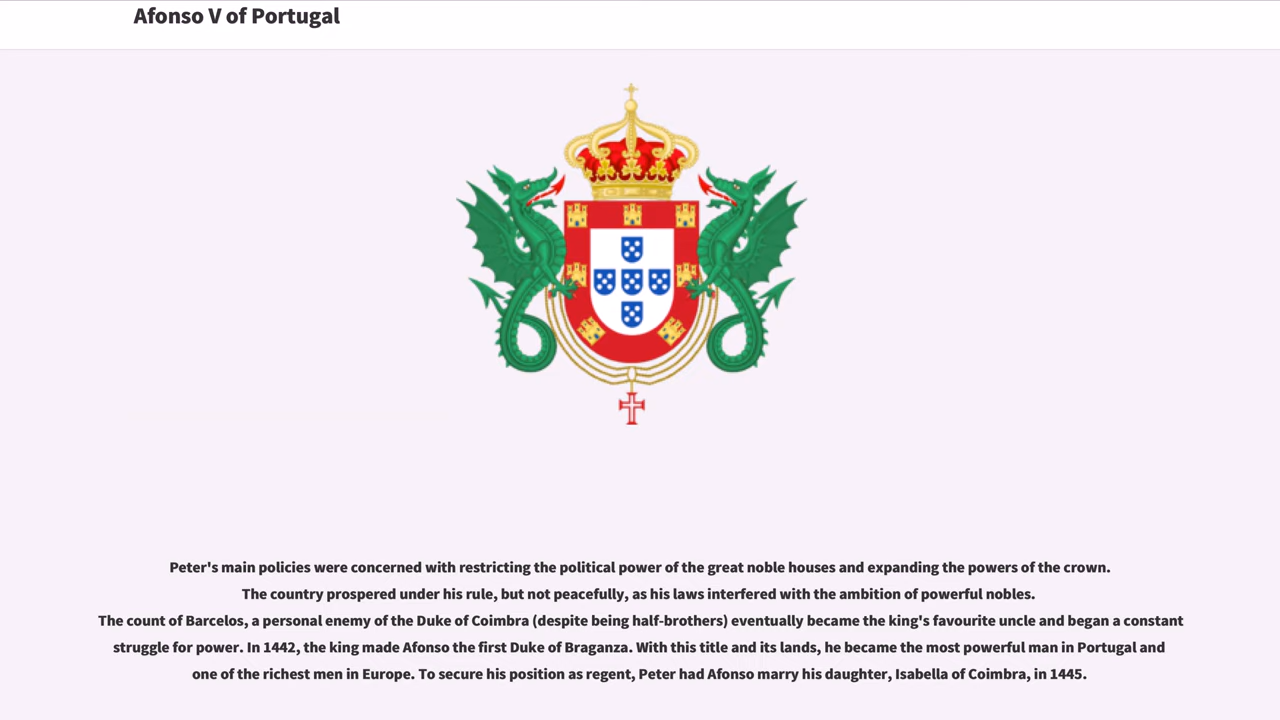 Afonso V of Portugal
Peter's main policies were concerned with restricting the political power of the great noble houses and expanding the powers of the crown.
The country prospered under his rule, but not peacefully, as his laws interfered with the ambition of powerful nobles.
The count of Barcelos, a personal enemy of the Duke of Coimbra (despite being half-brothers) eventually became the king's favourite uncle and began a constant
struggle for power. In 1442, the king made Afonso the first Duke of Braganza. With this title and its lands, he became the most powerful man in Portugal and
one of the richest men in Europe. To secure his position as regent, Peter had Afonso marry his daughter, Isabella of Coimbra, in 1445.